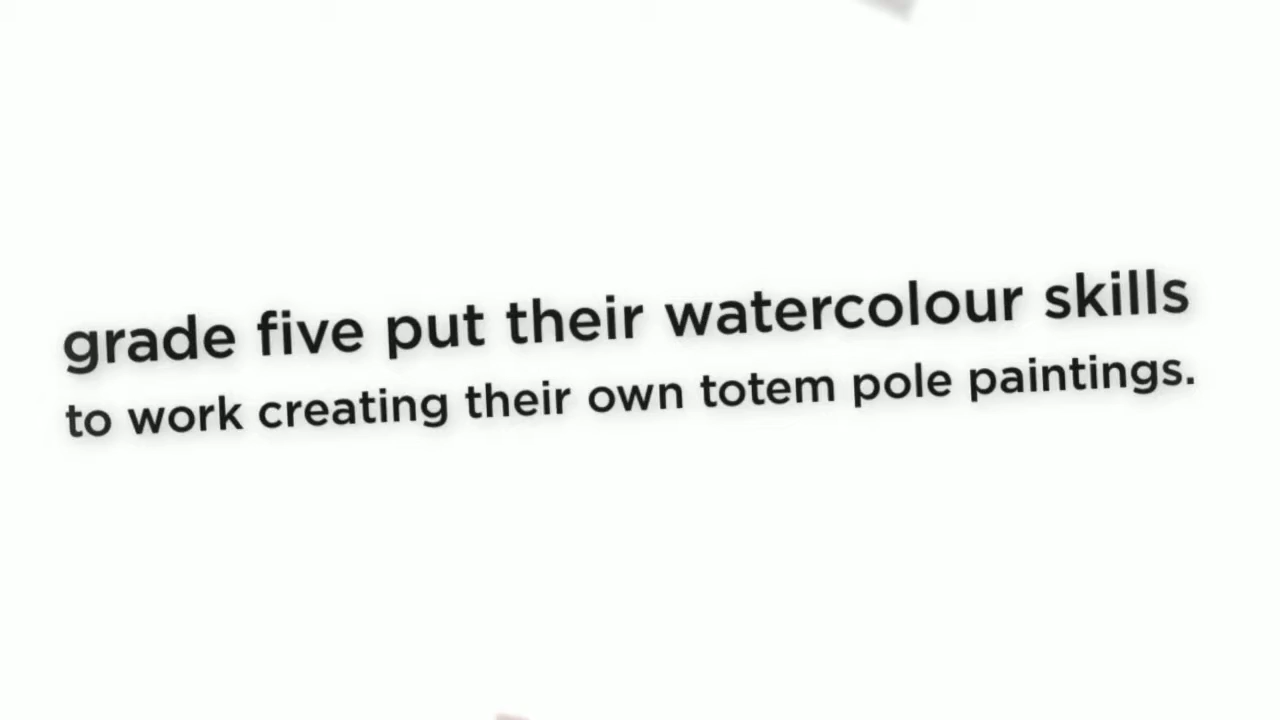 grade five put their watercolour skills
to work creating their own totem pole paintings.